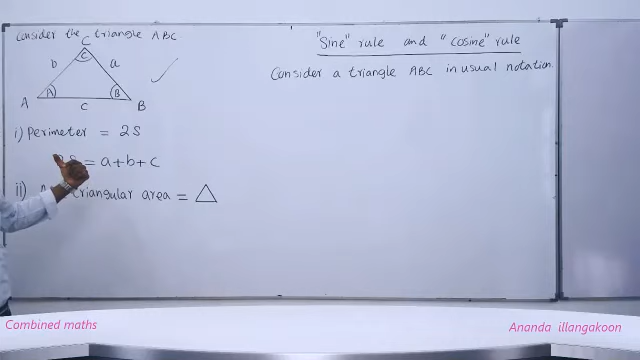 Consider the triangle ABC
C
b
C
a
A
A
B
B
c
i) Perimeter = 2S
= a+b+c
ii) triangular area = △
"Sine" rule and "Cosine" rule
Consider a triangle ABC in usual notation.
Combined maths
Ananda illangakoon